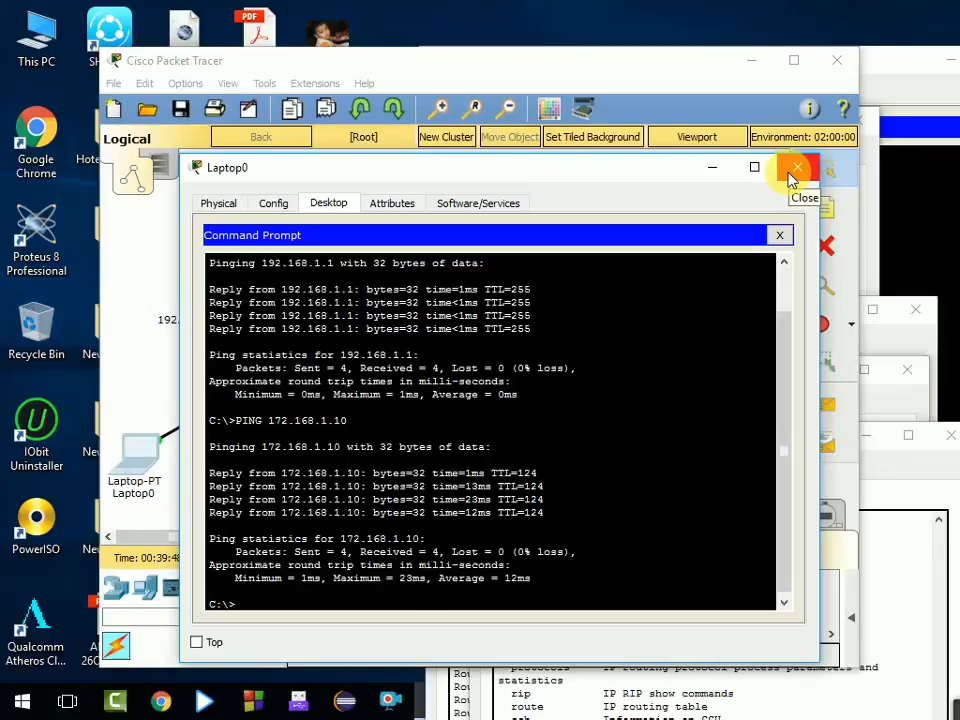 This PC
SH
PDF
Cisco Packet Tracer
File Edit Options View Tools Extensions Help
Logical Back [Root] New Cluster Move Object Set Tiled Background Viewport Environment: 02:00:00
Google Chrome
Hote
Laptop0
Close
Physical Config Desktop Attributes Software/Services
Command Prompt X
Pinging 192.168.1.1 with 32 bytes of data:
Reply from 192.168.1.1: bytes=32 time=1ms TTL=255
Reply from 192.168.1.1: bytes=32 time<1ms TTL=255
Reply from 192.168.1.1: bytes=32 time<1ms TTL=255
Reply from 192.168.1.1: bytes=32 time<1ms TTL=255
Ping statistics for 192.168.1.1:
Packets: Sent = 4, Received = 4, Lost = 0 (0% loss),
Approximate round trip times in milli-seconds:
Minimum = 0ms, Maximum = 1ms, Average = 0ms
C:\>PING 172.168.1.10
Pinging 172.168.1.10 with 32 bytes of data:
Reply from 172.168.1.10: bytes=32 time=1ms TTL=124
Reply from 172.168.1.10: bytes=32 time=13ms TTL=124
Reply from 172.168.1.10: bytes=32 time=23ms TTL=124
Reply from 172.168.1.10: bytes=32 time=12ms TTL=124
Ping statistics for 172.168.1.10:
Packets: Sent = 4, Received = 4, Lost = 0 (0% loss),
Approximate round trip times in milli-seconds:
Minimum = 1ms, Maximum = 23ms, Average = 12ms
C:\>
Top
Proteus 8 Professional
Ne
192.
Recycle Bin
Nev
IObit
Uninstaller
Laptop-PT
Laptop0
PowerISO
Ne
Time: 00:39:48
Qualcomm
Atheros Cl...
A
26C
protocols IP routing protocol process parameters and
statistics
Rou rip IP RIP show commands
Rou route IP routing table
Rou